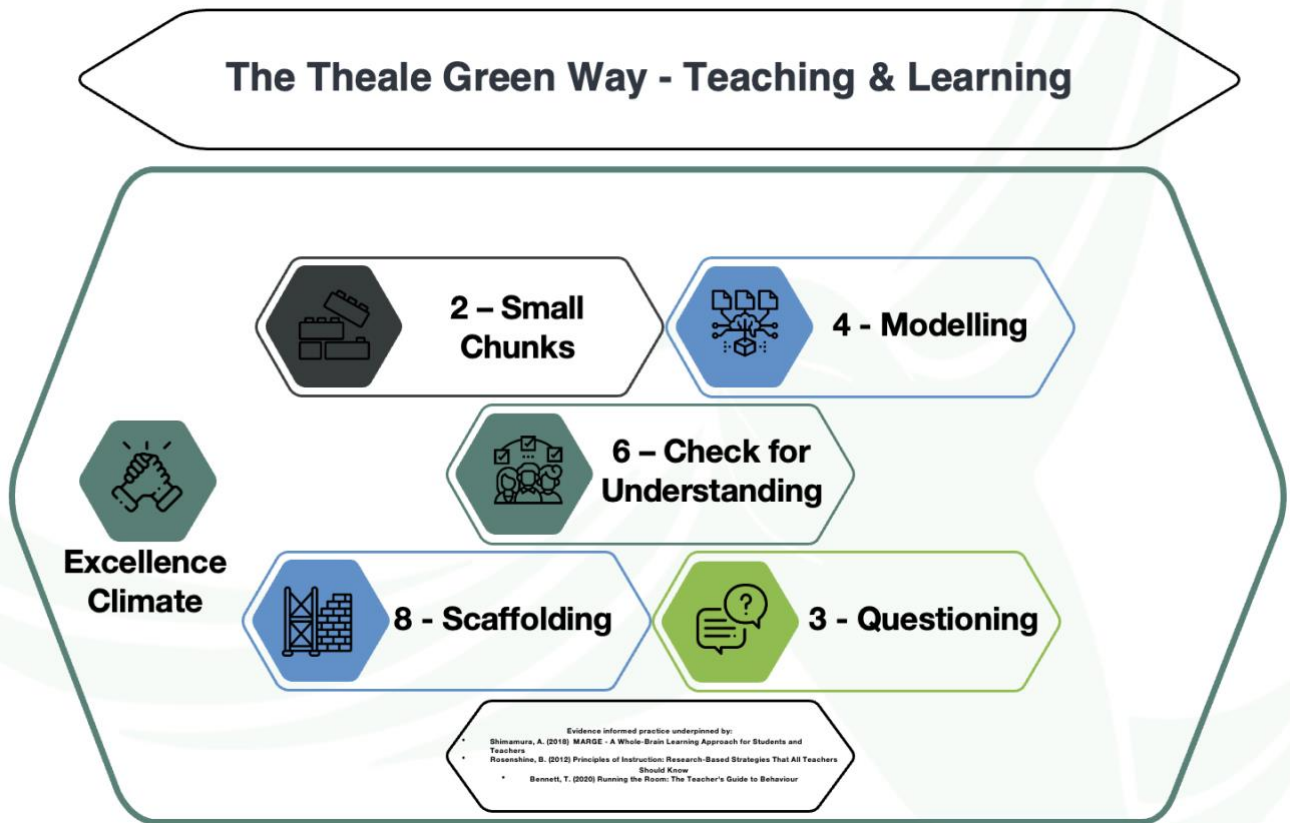 The Theale Green Way - Teaching & Learning
2 – Small
Chunks
4 - Modelling
6 – Check for
Understanding
Excellence
Climate
8 - Scaffolding
3 - Questioning
?
Evidence informed practice underpinned by:
• Shimamura, A. (2018) MARGE - A Whole-Brain Learning Approach for Students and
Teachers
• Rosenshine, B. (2012) Principles of Instruction: Research-Based Strategies That All Teachers
Should Know
• Bennett, T. (2020) Running the Room: The Teacher's Guide to Behaviour